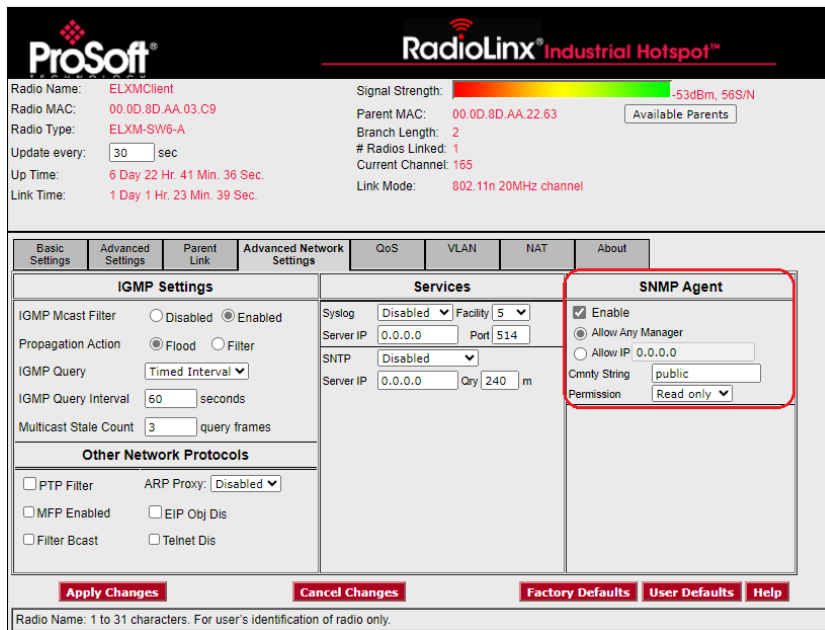 ProSoft®
TECHNOLOGY
RadioLinx® Industrial Hotspot™
Radio Name: ELXMClient
Radio MAC: 00.0D.8D.AA.03.C9
Radio Type: ELXM-SW6-A
Update every: 30 sec
Up Time: 6 Day 22 Hr. 41 Min. 36 Sec.
Link Time: 1 Day 1 Hr. 23 Min. 39 Sec.
Signal Strength: -53dBm, 56S/N
Parent MAC: 00.0D.8D.AA.22.63 Available Parents
Branch Length: 2
# Radios Linked: 1
Current Channel: 165
Link Mode: 802.11n 20MHz channel
Basic Settings
Advanced Settings
Parent Link
Advanced Network Settings
QoS
VLAN
NAT
About
IGMP Settings
IGMP Mcast Filter Disabled Enabled
Propagation Action Flood Filter
IGMP Query Timed Interval
IGMP Query Interval 60 seconds
Multicast Stale Count 3 query frames
Other Network Protocols
PTP Filter ARP Proxy: Disabled
MFP Enabled EIP Obj Dis
Filter Bcast Telnet Dis
Services
Syslog Disabled Facility 5
Server IP 0.0.0.0 Port 514
SNTP Disabled
Server IP 0.0.0.0 Qry 240 m
SNMP Agent
Enable
Allow Any Manager
Allow IP 0.0.0.0
Cmnty String public
Permission Read only
Apply Changes Cancel Changes Factory Defaults User Defaults Help
Radio Name: 1 to 31 characters. For user's identification of radio only.